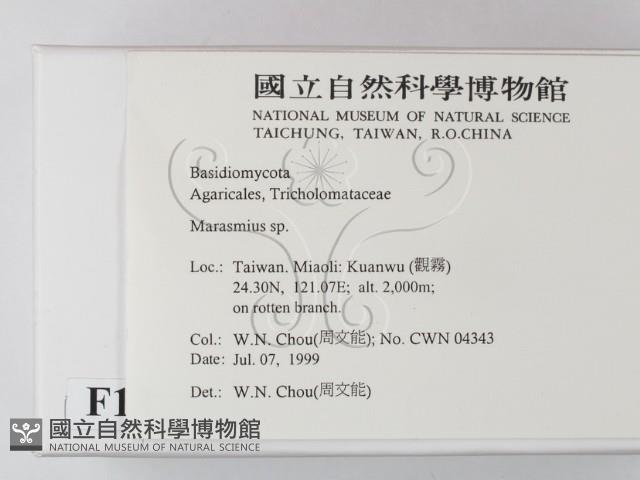 國立自然科學博物館
NATIONAL MUSEUM OF NATURAL SCIENCE
TAICHUNG, TAIWAN, R.O.CHINA
Basidiomycota
Agaricales, Tricholomataceae
Marasmius sp.
Loc.: Taiwan. Miaoli: Kuanwu (觀霧)
24.30N, 121.07E; alt. 2,000m;
on rotten branch.
Col.: W.N. Chou(周文能); No. CWN 04343
Date: Jul. 07, 1999
Det.: W.N. Chou(周文能)
F1
國立自然科學博物館
NATIONAL MUSEUM OF NATURAL SCIENCE